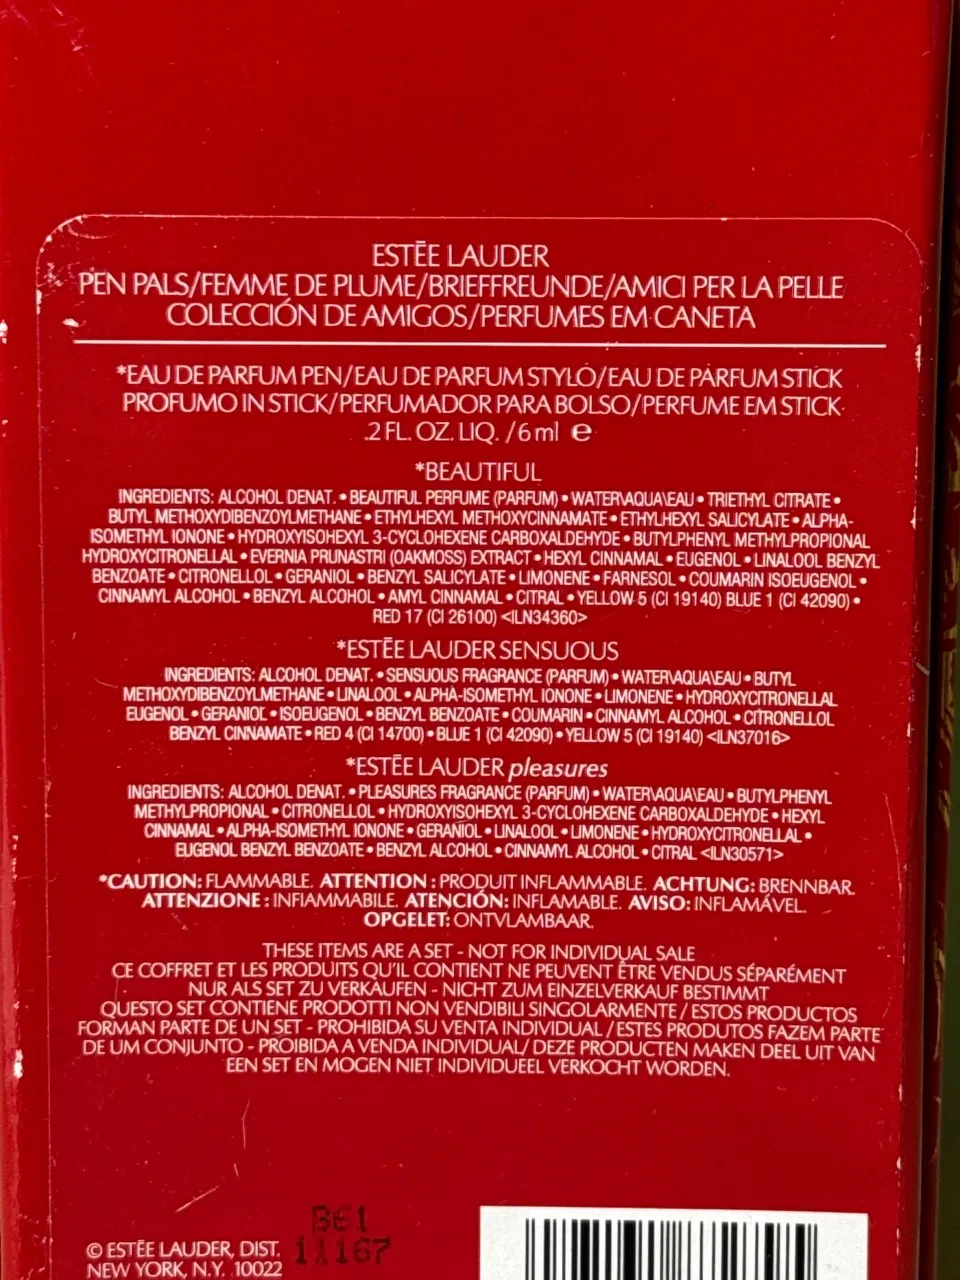 ESTĒE LAUDER
PEN PALS/FEMME DE PLUME/BRIEFFREUNDE/AMICI PER LA PELLE
COLECCIÓN DE AMIGOS/PERFUMES EM CANETA
*EAU DE PARFUM PEN/EAU DE PARFUM STYLO/EAU DE PARFUM STICK
PROFUMO IN STICK/PERFUMADOR PARA BOLSO/PERFUME EM STICK
.2 FL. OZ. LIQ. /6 ml ℮
*BEAUTIFUL
INGREDIENTS: ALCOHOL DENAT. • BEAUTIFUL PERFUME (PARFUM) • WATER\AQUA\EAU • TRIETHYL CITRATE •
BUTYL METHOXYDIBENZOYLMETHANE • ETHYLHEXYL METHOXYCINNAMATE • ETHYLHEXYL SALICYLATE • ALPHA-
ISOMETHYL IONONE • HYDROXYISOHEXYL 3-CYCLOHEXENE CARBOXALDEHYDE • BUTYLPHENYL METHYLPROPIONAL
HYDROXYCITRONELLAL • EVERNIA PRUNASTRI (OAKMOSS) EXTRACT • HEXYL CINNAMAL • EUGENOL • LINALOOL BENZYL
BENZOATE • CITRONELLOL • GERANIOL • BENZYL SALICYLATE • LIMONENE • FARNESOL • COUMARIN ISOEUGENOL •
CINNAMYL ALCOHOL • BENZYL ALCOHOL • AMYL CINNAMAL • CITRAL • YELLOW 5 (CI 19140) BLUE 1 (CI 42090) •
RED 17 (CI 26100) <ILN34360>
*ESTĒE LAUDER SENSUOUS
INGREDIENTS: ALCOHOL DENAT. • SENSUOUS FRAGRANCE (PARFUM) • WATER\AQUA\EAU • BUTYL
METHOXYDIBENZOYLMETHANE • LINALOOL • ALPHA-ISOMETHYL IONONE • LIMONENE • HYDROXYCITRONELLAL
EUGENOL • GERANIOL • ISOEUGENOL • BENZYL BENZOATE • COUMARIN • CINNAMYL ALCOHOL • CITRONELLOL
BENZYL CINNAMATE • RED 4 (CI 14700) • BLUE 1 (CI 42090) • YELLOW 5 (CI 19140) <ILN37016>
*ESTĒE LAUDER pleasures
INGREDIENTS: ALCOHOL DENAT. • PLEASURES FRAGRANCE (PARFUM) • WATER\AQUA\EAU • BUTYLPHENYL
METHYLPROPIONAL • CITRONELLOL • HYDROXYISOHEXYL 3-CYCLOHEXENE CARBOXALDEHYDE • HEXYL
CINNAMAL • ALPHA-ISOMETHYL IONONE • GERANIOL • LINALOOL • LIMONENE • HYDROXYCITRONELLAL •
EUGENOL BENZYL BENZOATE • BENZYL ALCOHOL • CINNAMYL ALCOHOL • CITRAL <ILN30571>
*CAUTION: FLAMMABLE. ATTENTION : PRODUIT INFLAMMABLE. ACHTUNG: BRENNBAR.
ATTENZIONE : INFIAMMABILE. ATENCIÓN: INFLAMABLE. AVISO: INFLAMÁVEL.
OPGELET: ONTVLAMBAAR.
THESE ITEMS ARE A SET - NOT FOR INDIVIDUAL SALE
CE COFFRET ET LES PRODUITS QU'IL CONTIENT NE PEUVENT ÊTRE VENDUS SÉPARÉMENT
NUR ALS SET ZU VERKAUFEN - NICHT ZUM EINZELVERKAUF BESTIMMT
QUESTO SET CONTIENE PRODOTTI NON VENDIBILI SINGOLARMENTE / ESTOS PRODUCTOS
FORMAN PARTE DE UN SET - PROHIBIDA SU VENTA INDIVIDUAL / ESTES PRODUTOS FAZEM PARTE
DE UM CONJUNTO - PROIBIDA A VENDA INDIVIDUAL/ DEZE PRODUCTEN MAKEN DEEL UIT VAN
EEN SET EN MOGEN NIET INDIVIDUEEL VERKOCHT WORDEN.
B61
11167
© ESTĒE LAUDER, DIST.
NEW YORK, N.Y. 10022